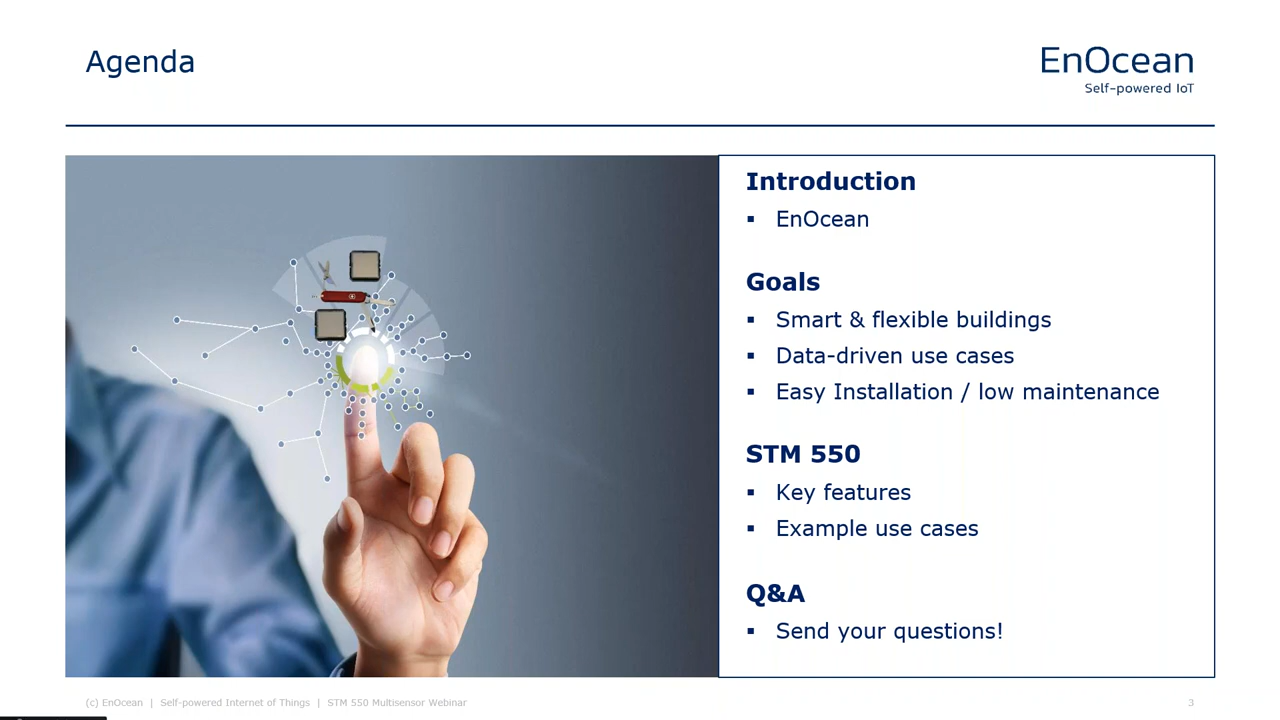 Agenda
EnOcean
Self-powered IoT
Introduction
▪ EnOcean
Goals
▪ Smart & flexible buildings
▪ Data-driven use cases
▪ Easy Installation / low maintenance
STM 550
▪ Key features
▪ Example use cases
Q&A
▪ Send your questions!
(c) EnOcean | Self-powered Internet of Things | STM 550 Multisensor Webinar
3